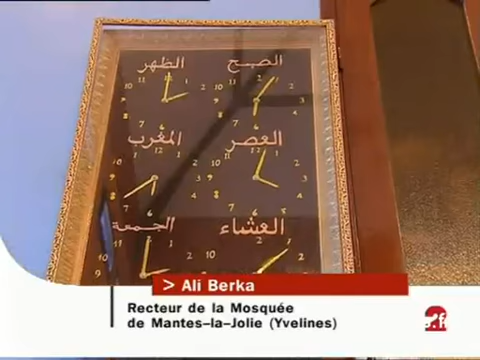 الصبح الظهر
العصر المغرب
العشاء الجمعة
> Ali Berka
Recteur de la Mosquée
de Mantes-la-Jolie (Yvelines)